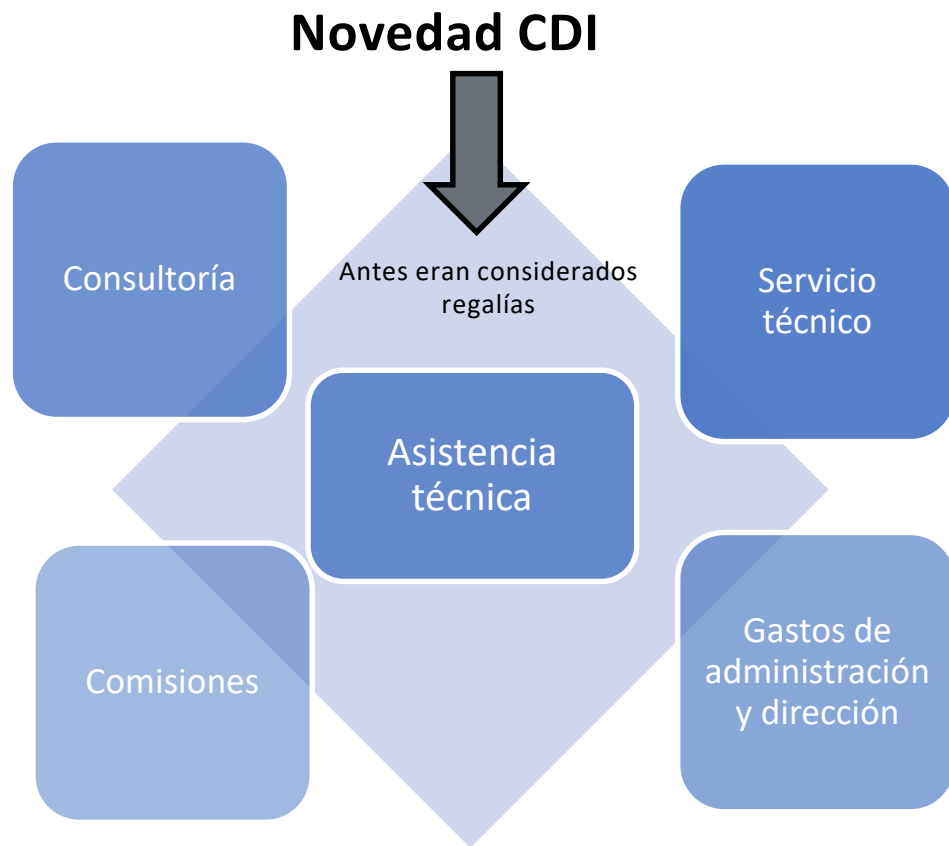 Novedad CDI
Consultoría
Antes eran considerados
regalías
Servicio
técnico
Asistencia
técnica
Comisiones
Gastos de
administración
y dirección